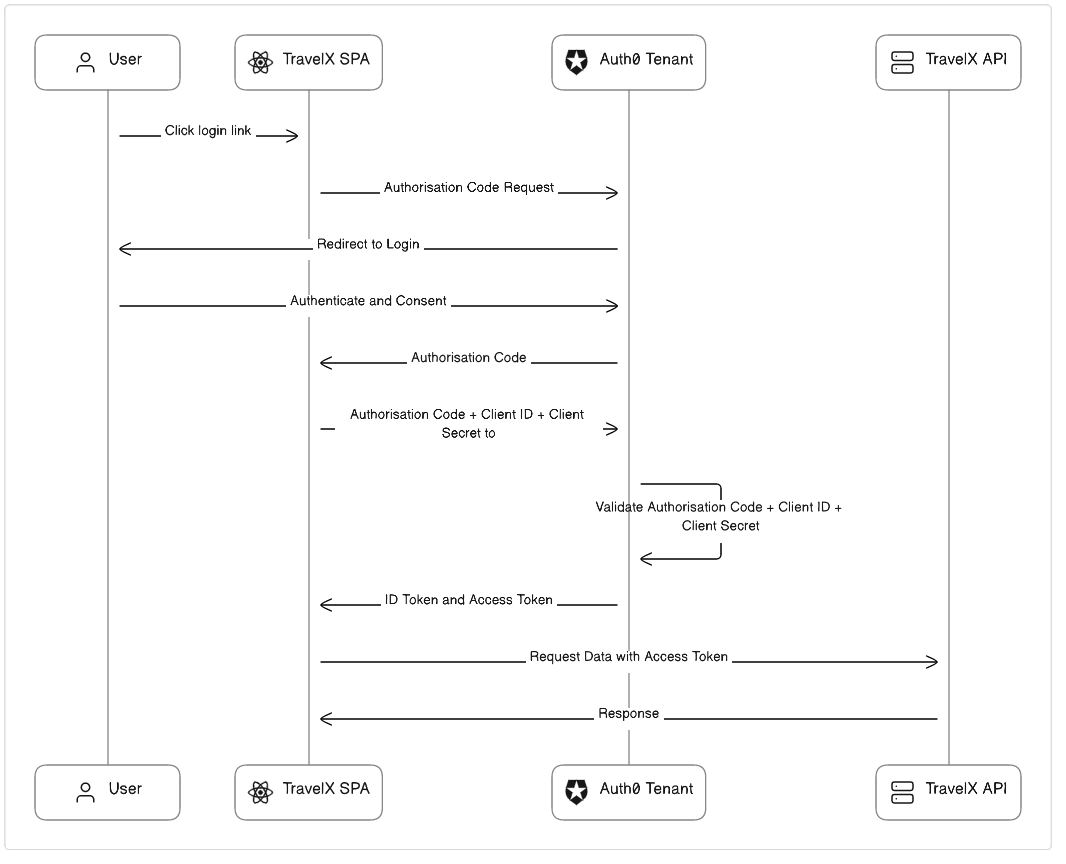 User
TravelX SPA
Auth0 Tenant
TravelX API
Click login link
Authorisation Code Request
Redirect to Login
Authenticate and Consent
Authorisation Code
Authorisation Code + Client ID + Client
Secret to
Validate Authorisation Code + Client ID +
Client Secret
ID Token and Access Token
Request Data with Access Token
Response
User
TravelX SPA
Auth0 Tenant
TravelX API